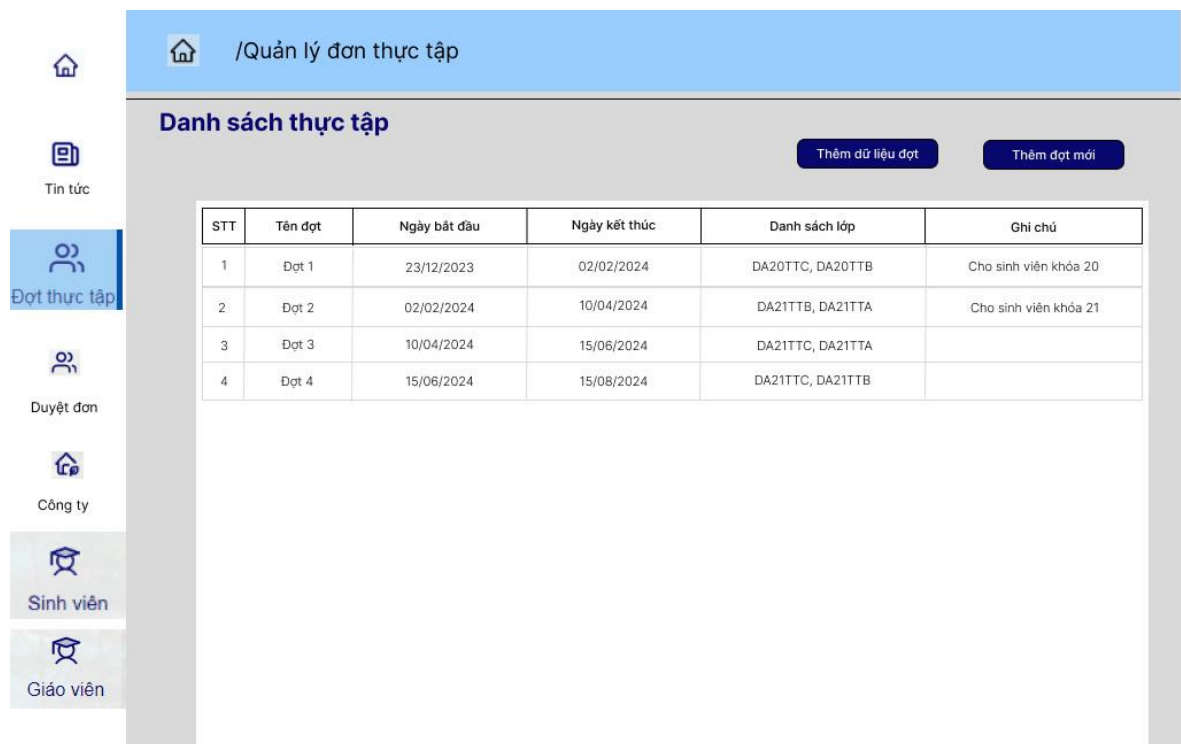 /Quản lý đơn thực tập
Danh sách thực tập
Thêm dữ liệu đợt
Thêm đợt mới
Tin tức
Đợt thực tập
Duyệt đơn
Công ty
Sinh viên
Giáo viên
STT Tên đợt Ngày bắt đầu Ngày kết thúc Danh sách lớp Ghi chú
1 Đợt 1 23/12/2023 02/02/2024 DA20TTC, DA20TTB Cho sinh viên khóa 20
2 Đợt 2 02/02/2024 10/04/2024 DA21TTB, DA21TTA Cho sinh viên khóa 21
3 Đợt 3 10/04/2024 15/06/2024 DA21TTC, DA21TTA
4 Đợt 4 15/06/2024 15/08/2024 DA21TTC, DA21TTB